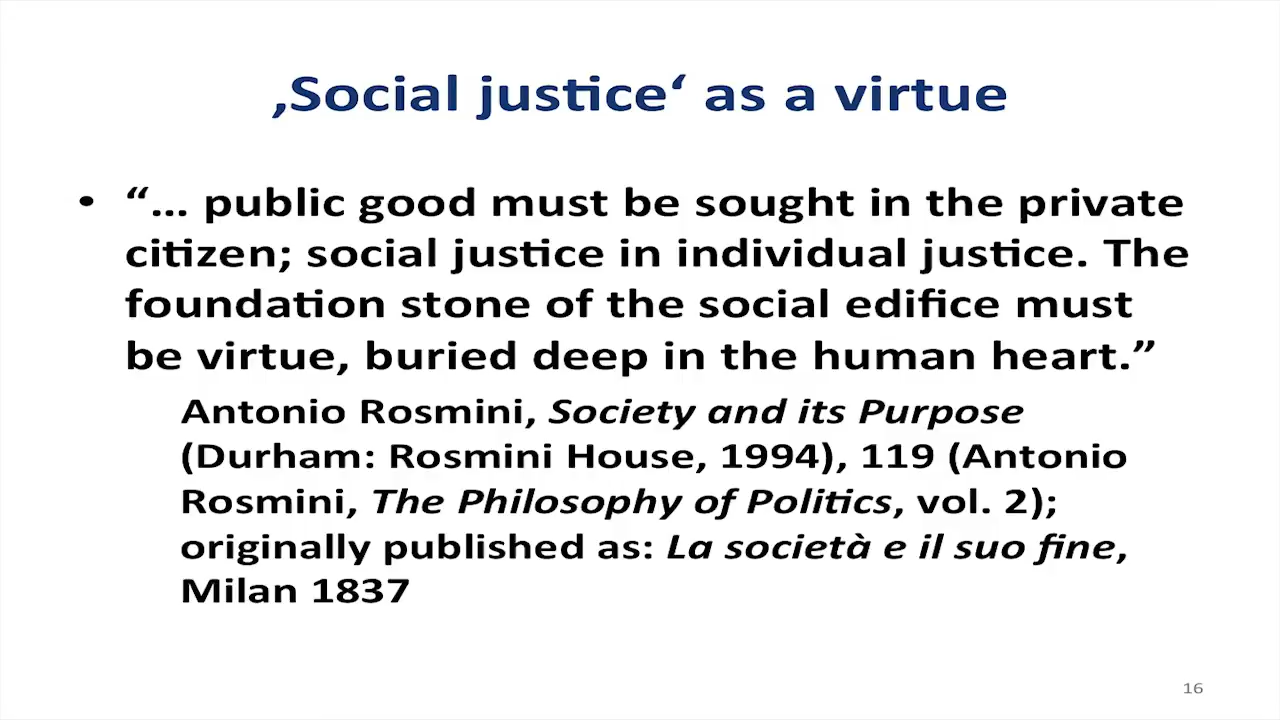 ‚Social justice‘ as a virtue
• “… public good must be sought in the private
citizen; social justice in individual justice. The
foundation stone of the social edifice must
be virtue, buried deep in the human heart.”
Antonio Rosmini, Society and its Purpose
(Durham: Rosmini House, 1994), 119 (Antonio
Rosmini, The Philosophy of Politics, vol. 2);
originally published as: La società e il suo fine,
Milan 1837
16